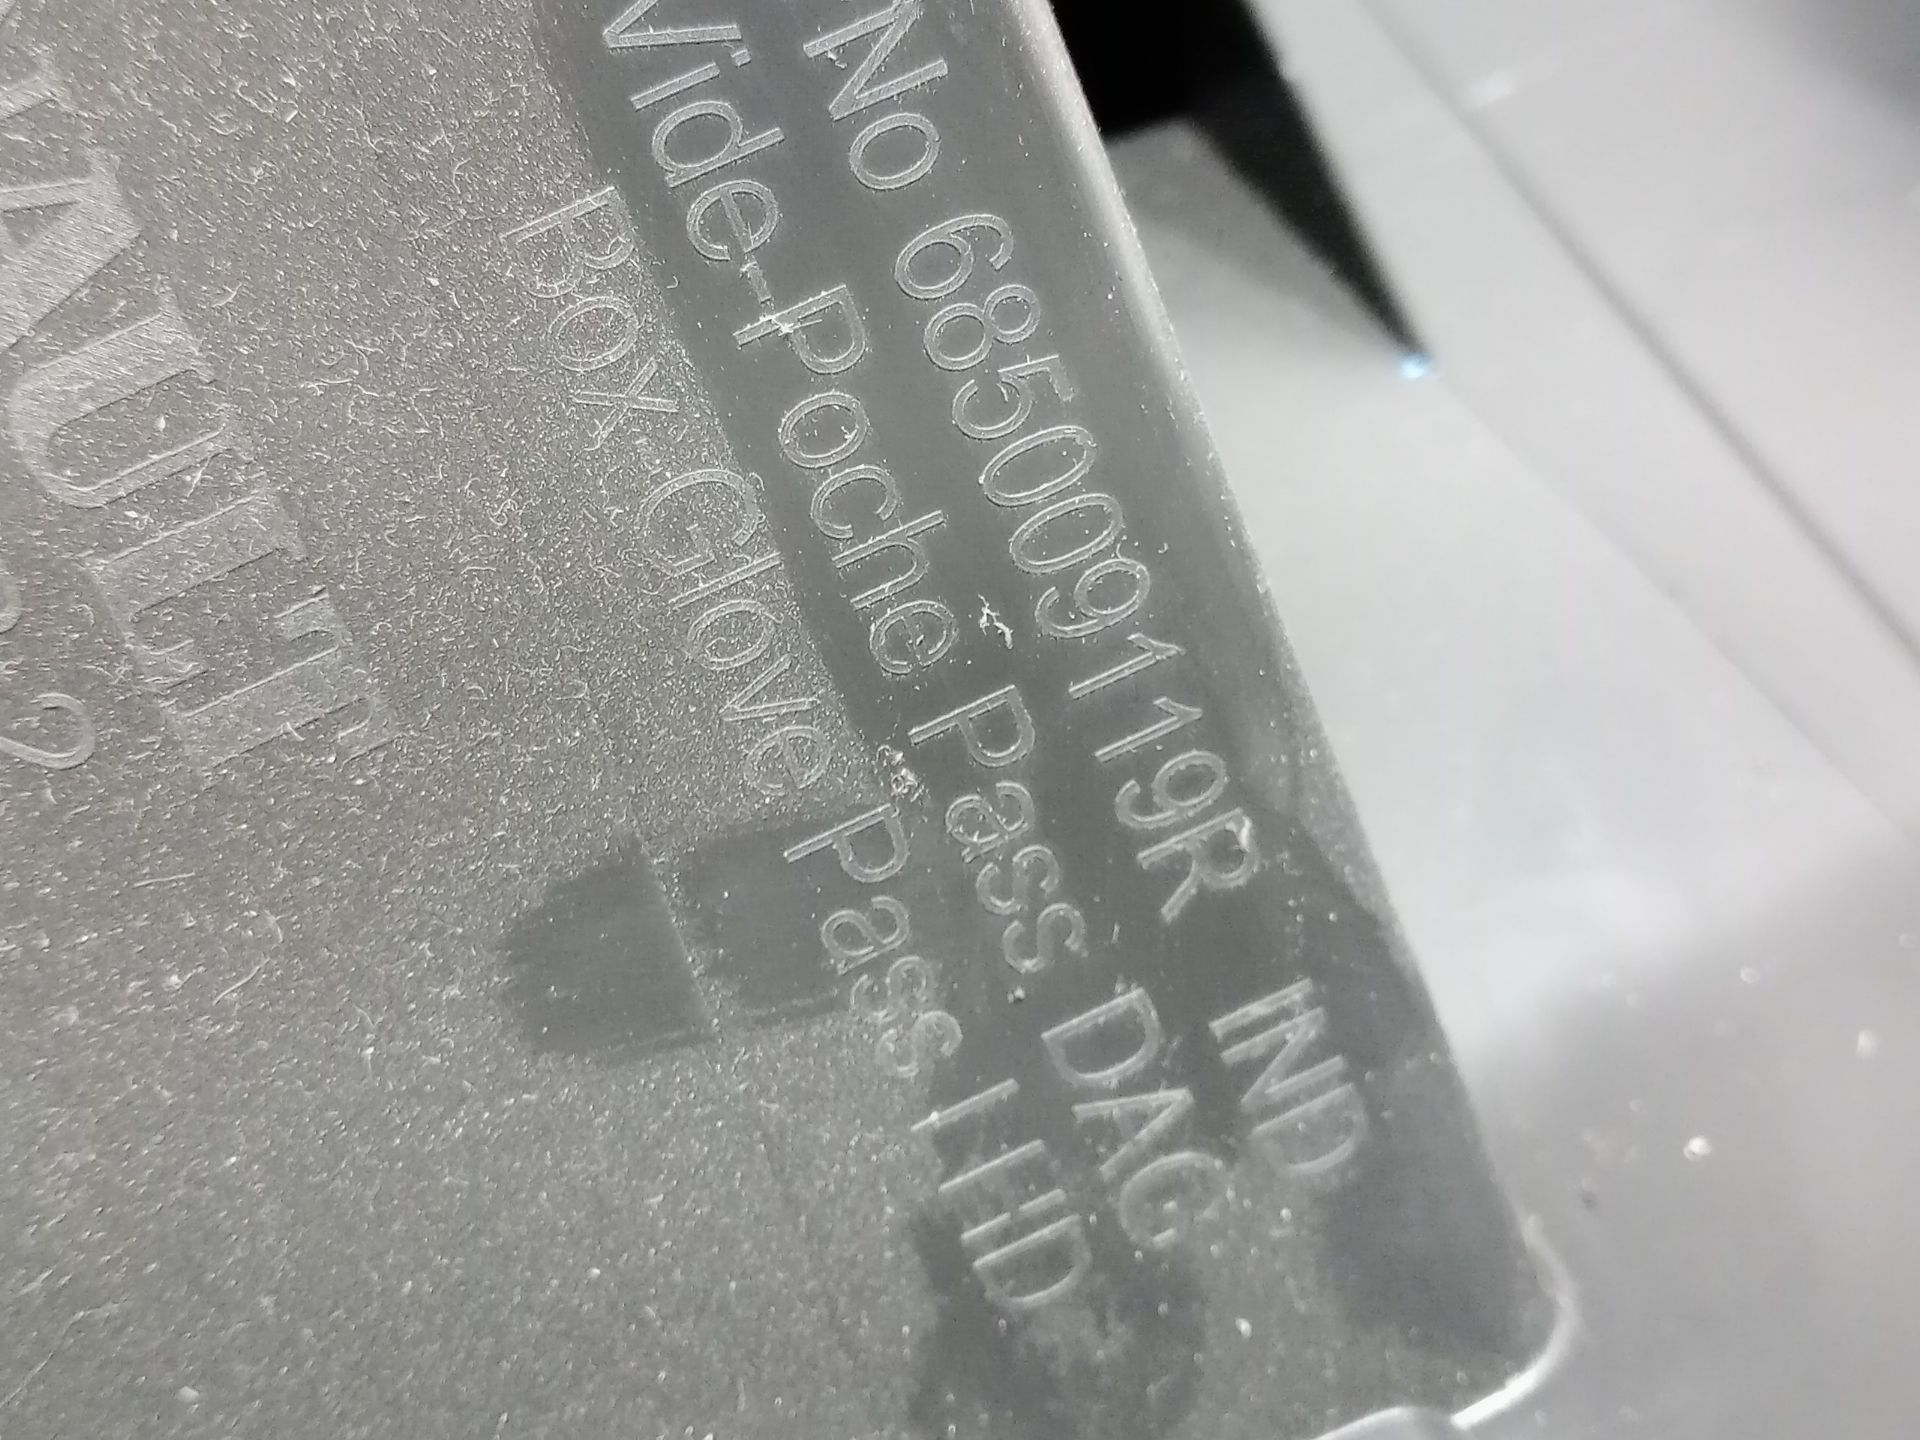 No 685009119R IND
Vide-Poche Pass DAG
Box Glove Pass LHD